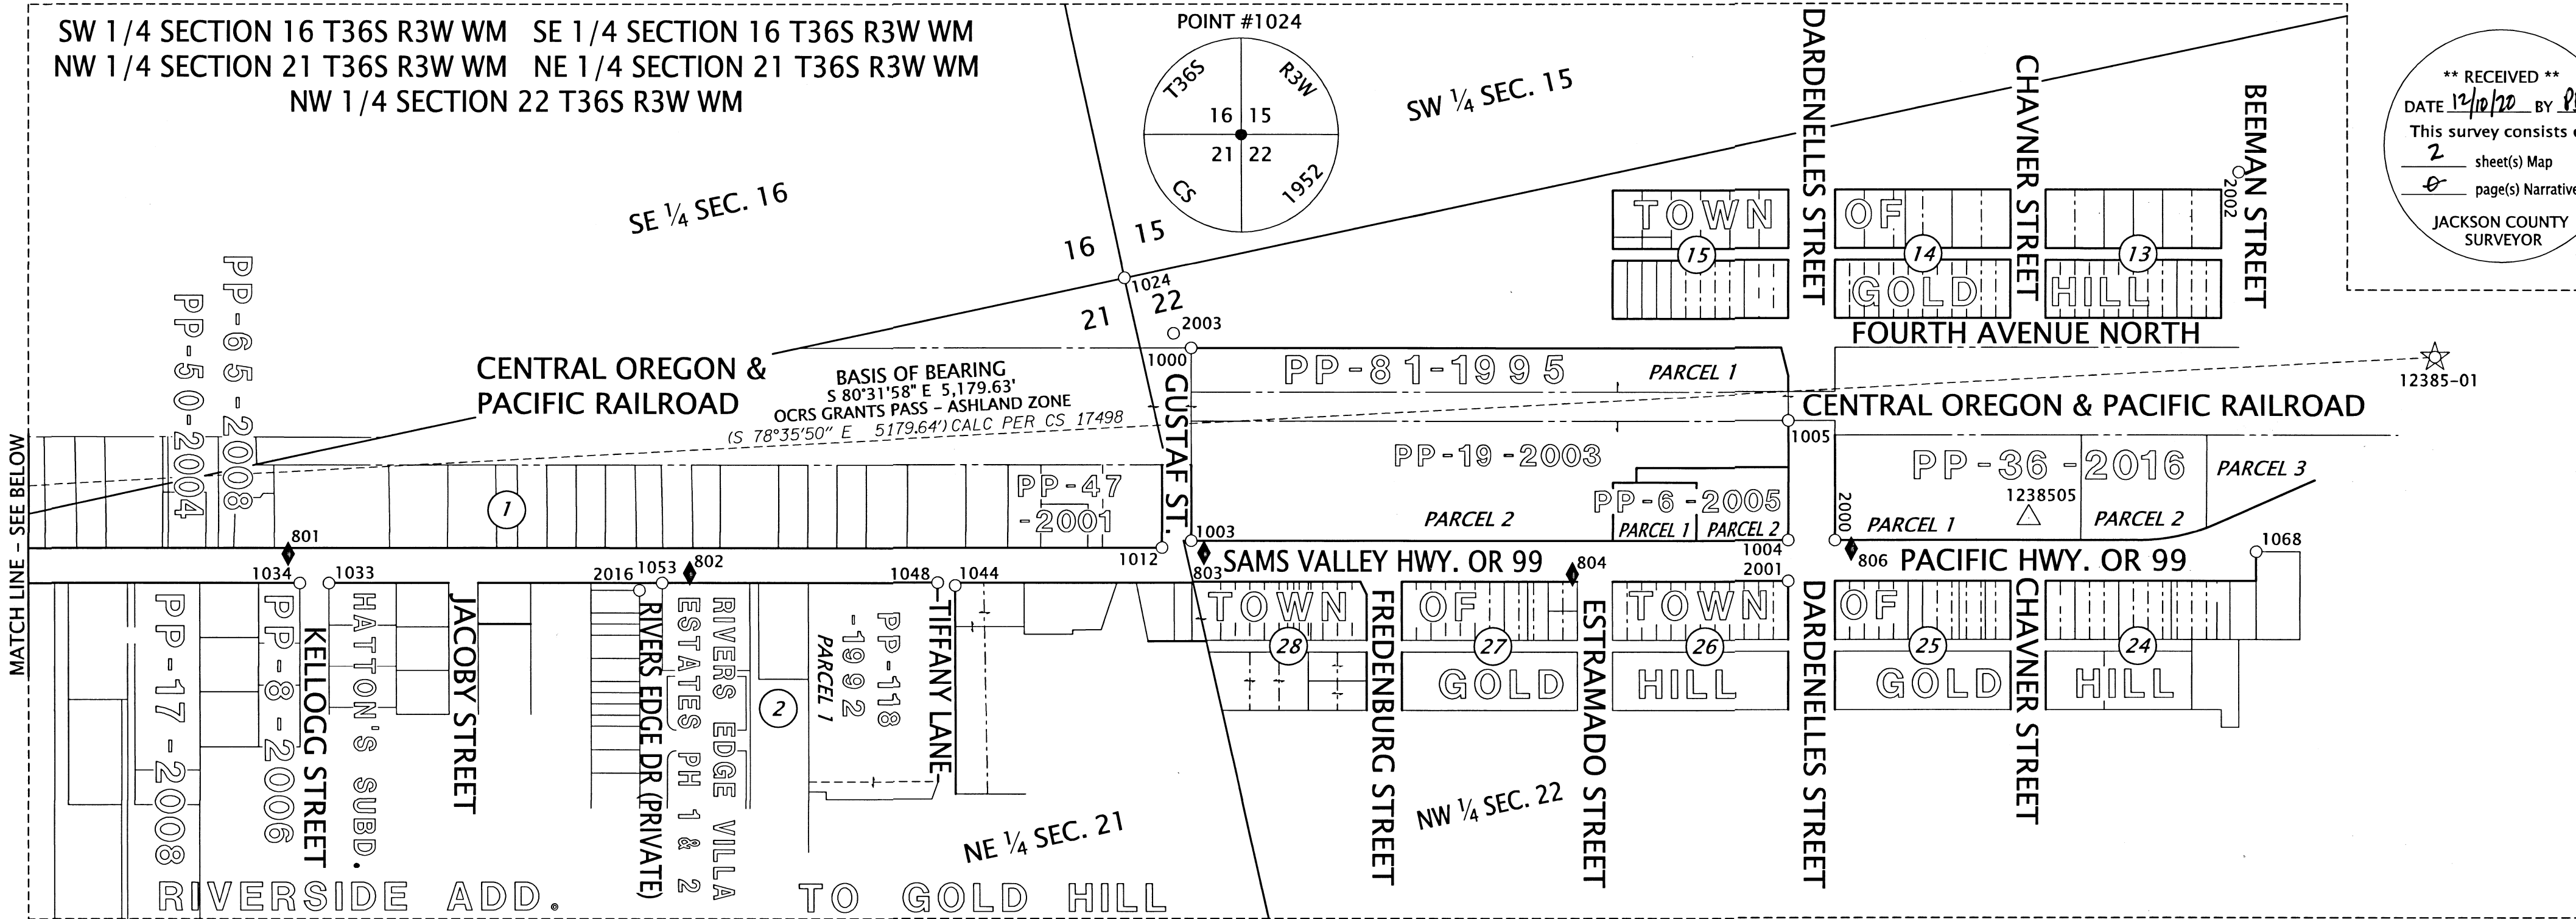 SW 1/4 SECTION 16 T36S R3W WM SE 1/4 SECTION 16 T36S R3W WM
NW 1/4 SECTION 21 T36S R3W WM NE 1/4 SECTION 21 T36S R3W WM
NW 1/4 SECTION 22 T36S R3W WM
POINT #1024
T36S R3W
16 15
21 22
CS 1952
SE ¼ SEC. 16
SW ¼ SEC. 15
16 15
1024
21 22
2003
DARDENELLES STREET
CHAVNER STREET
BEEMAN STREET
2002
** RECEIVED **
DATE 12/10/20 BY
This survey consists
2 sheet(s) Map
0 page(s) Narrative
JACKSON COUNTY
SURVEYOR
TOWN OF
15 14 13
GOLD HILL
FOURTH AVENUE NORTH
12385-01
PP-50-2004
PP-65-2008
CENTRAL OREGON &
PACIFIC RAILROAD
BASIS OF BEARING
S 80°31'58" E 5,179.63'
OCRS GRANTS PASS - ASHLAND ZONE
(S 78°35'50" E 5179.64') CALC PER CS 17498
1000
GUSTAF ST.
PP-81-1995 PARCEL 1
CENTRAL OREGON & PACIFIC RAILROAD
1005
PP-19-2003
PARCEL 2
PP-6-2005
PARCEL 1 PARCEL 2
PP-36-2016
PARCEL 3
1238505
2000
PARCEL 1
PARCEL 2
MATCH LINE - SEE BELOW
1
PP-47
-2001
801
1012
1003
803
SAMS VALLEY HWY. OR 99
804
1004
2001
806
PACIFIC HWY. OR 99
1068
1034
1033
2016
1053
802
1048
1044
PP-17-2008
PP-8-2006
KELLOGG STREET
HATTON'S SUBD.
JACOBY STREET
RIVERS EDGE DR (PRIVATE)
RIVERS EDGE VILLA
ESTATES PH 1 & 2
2
PP-118
-1992
PARCEL 1
TIFFANY LANE
TOWN OF TOWN OF
28 27 26 25 24
GOLD HILL GOLD HILL
FREDENBURG STREET
ESTRAMADO STREET
DARDENELLES STREET
CHAVNER STREET
NE ¼ SEC. 21
NW ¼ SEC. 22
RIVERSIDE ADD. TO GOLD HILL